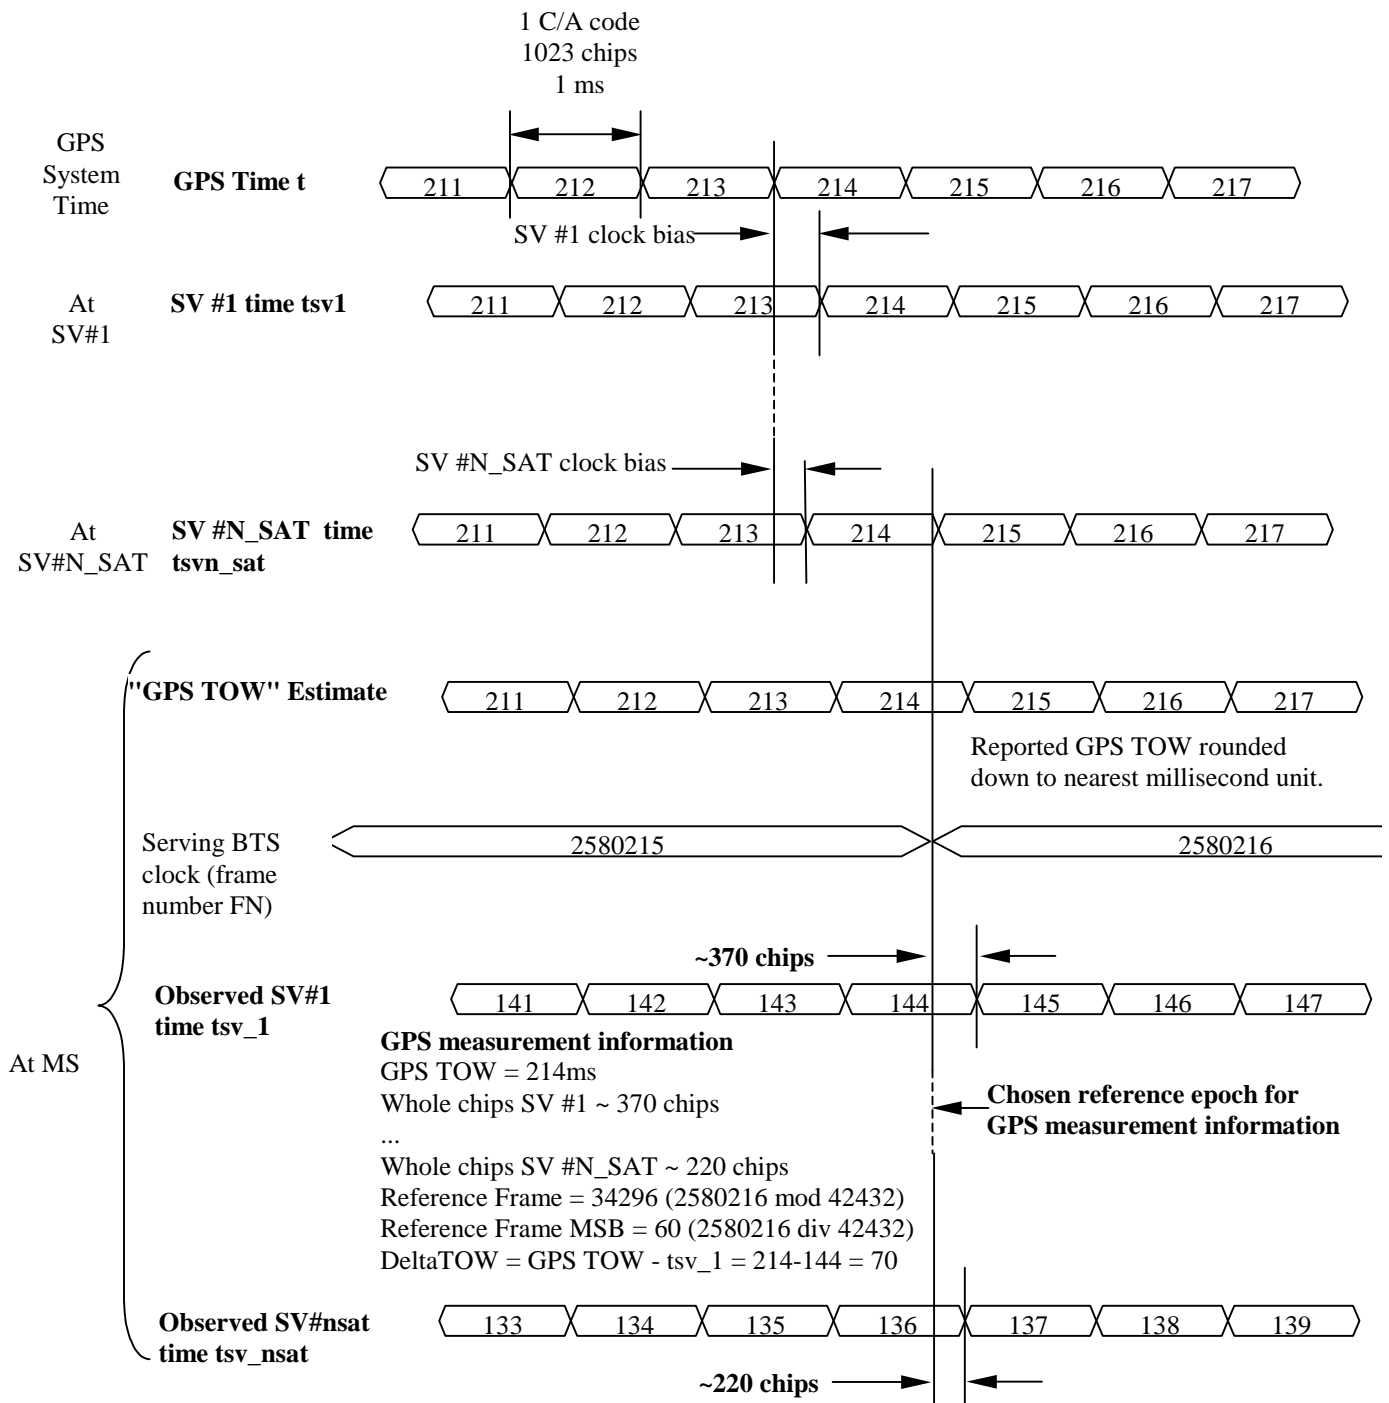 1 C/A code
1023 chips
1 ms
GPS
System
Time
GPS Time t
211 212 213 214 215 216 217
SV #1 clock bias
At
SV#1
SV #1 time tsv1
211 212 213 214 215 216 217
SV #N_SAT clock bias
At
SV#N_SAT
SV #N_SAT time
tsvn_sat
211 212 213 214 215 216 217
"GPS TOW" Estimate
211 212 213 214 215 216 217
Reported GPS TOW rounded
down to nearest millisecond unit.
Serving BTS
clock (frame
number FN)
2580215 2580216
~370 chips
At MS
Observed SV#1
time tsv_1
141 142 143 144 145 146 147
GPS measurement information
GPS TOW = 214ms
Whole chips SV #1 ~ 370 chips
...
Whole chips SV #N_SAT ~ 220 chips
Reference Frame = 34296 (2580216 mod 42432)
Reference Frame MSB = 60 (2580216 div 42432)
DeltaTOW = GPS TOW - tsv_1 = 214-144 = 70
Chosen reference epoch for
GPS measurement information
Observed SV#nsat
time tsv_nsat
133 134 135 136 137 138 139
~220 chips